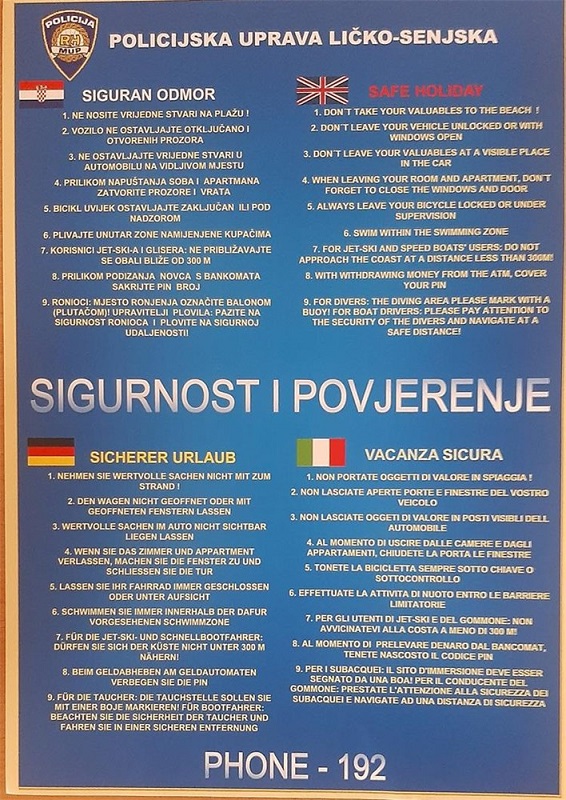 POLICIJA
RH
MUP
POLICIJSKA UPRAVA LIČKO-SENJSKA
SIGURAN ODMOR
1. NE NOSITE VRIJEDNE STVARI NA PLAŽU !
2. VOZILO NE OSTAVLJAJTE OTKLJUČANO I
OTVORENIH PROZORA
3. NE OSTAVLJAJTE VRIJEDNE STVARI U
AUTOMOBILU NA VIDLJIVOM MJESTU
4. PRILIKOM NAPUŠTANJA SOBA I APARTMANA
ZATVORITE PROZORE I VRATA
5. BICIKL UVIJEK OSTAVLJAJTE ZAKLJUČAN ILI POD
NADZOROM
6. PLIVAJTE UNUTAR ZONE NAMIJENJENE KUPAČIMA
7. KORISNICI JET-SKI-A I GLISERA: NE PRIBLIŽAVAJTE
SE OBALI BLIŽE OD 300 M
8. PRILIKOM PODIZANJA NOVCA S BANKOMATA
SAKRIJTE PIN BROJ
9. RONIOCI: MJESTO RONJENJA OZNAČITE BALONOM
(PLUTAČOM)! UPRAVITELJI PLOVILA: PAZITE NA
SIGURNOST RONIOCA I PLOVITE NA SIGURNOJ
UDALJENOSTI!
SAFE HOLIDAY
1. DON´T TAKE YOUR VALUABLES TO THE BEACH !
2. DON´T LEAVE YOUR VEHICLE UNLOCKED OR WITH
WINDOWS OPEN
3. DON´T LEAVE YOUR VALUABLES AT A VISIBLE PLACE
IN THE CAR
4. WHEN LEAVING YOUR ROOM AND APARTMENT, DON´T
FORGET TO CLOSE THE WINDOWS AND DOOR
5. ALWAYS LEAVE YOUR BICYCLE LOCKED OR UNDER
SUPERVISION
6. SWIM WITHIN THE SWIMMING ZONE
7. FOR JET-SKI AND SPEED BOATS' USERS: DO NOT
APPROACH THE COAST AT A DISTANCE LESS THAN 300M!
8. WITH WITHDRAWING MONEY FROM THE ATM, COVER
YOUR PIN
9. FOR DIVERS: THE DIVING AREA PLEASE MARK WITH A
BUOY! FOR BOAT DRIVERS: PLEASE PAY ATTENTION TO
THE SECURITY OF THE DIVERS AND NAVIGATE AT A
SAFE DISTANCE!
SIGURNOST I POVJERENJE
SICHERER URLAUB
1. NEHMEN SIE WERTVOLLE SACHEN NICHT MIT ZUM
STRAND !
2. DEN WAGEN NICHT GEOFFNET ODER MIT
GEOFFNETEN FENSTERN LASSEN
3. WERTVOLLE SACHEN IM AUTO NICHT SICHTBAR
LIEGEN LASSEN
4. WENN SIE DAS ZIMMER UND APPARTMENT
VERLASSEN, MACHEN SIE DIE FENSTER ZU UND
SCHLIESSEN SIE DIE TUR
5. LASSEN SIE IHR FAHRRAD IMMER GESCHLOSSEN
ODER UNTER AUFSICHT
6. SCHWIMMEN SIE IMMER INNERHALB DER DAFUR
VORGESEHENEN SCHWIMMZONE
7. FÜR DIE JET-SKI- UND SCHNELLBOOTFAHRER:
DÜRFEN SIE SICH DER KÜSTE NICHT UNTER 300 M
NÄHERN!
8. BEIM GELDABHEBEN AM GELDAUTOMATEN
VERBEGEN SIE DIE PIN
9. FÜR DIE TAUCHER: DIE TAUCHSTELLE SOLLEN SIE
MIT EINER BOJE MARKIEREN! FÜR BOOTFAHRER:
BEACHTEN SIE DIE SICHERHEIT DER TAUCHER UND
FAHREN SIE IN EINER SICHEREN ENTFERNUNG
VACANZA SICURA
1. NON PORTATE OGGETTI DI VALORE IN SPIAGGIA !
2. NON LASCIATE APERTE PORTE E FINESTRE DEL VOSTRO
VEICOLO
3. NON LASCIATE OGGETI DI VALORE IN POSTI VISIBILI DELL
AUTOMOBILE
4. AL MOMENTO DI USCIRE DALLE CAMERE E DAGLI
APPARTAMENTI, CHIUDETE LA PORTA LE FINESTRE
5. TONETE LA BICICLETTA SEMPRE SOTTO CHIAVE O
SOTTOCONTROLLO
6. EFFETTUATE LA ATTIVITA DI NUOTO ENTRO LE BARRIERE
LIMITATORIE
7. PER GLI UTENTI DI JET-SKI E DEL GOMMONE: NON
AVVICINATEVI ALLA COSTA A MENO DI 300 M!
8. AL MOMENTO DI PRELEVARE DENARO DAL BANCOMAT,
TENETE NASCOSTO IL CODICE PIN
9. PER I SUBACQUEI: IL SITO D'IMMERSIONE DEVE ESSER
SEGNATO DA UNA BOA! PER IL CONDUCENTE DEL
GOMMONE: PRESTATE L'ATTENZIONE ALLA SICUREZZA DEI
SUBACQUEI E NAVIGATE AD UNA DISTANZA DI SICUREZZA
PHONE - 192